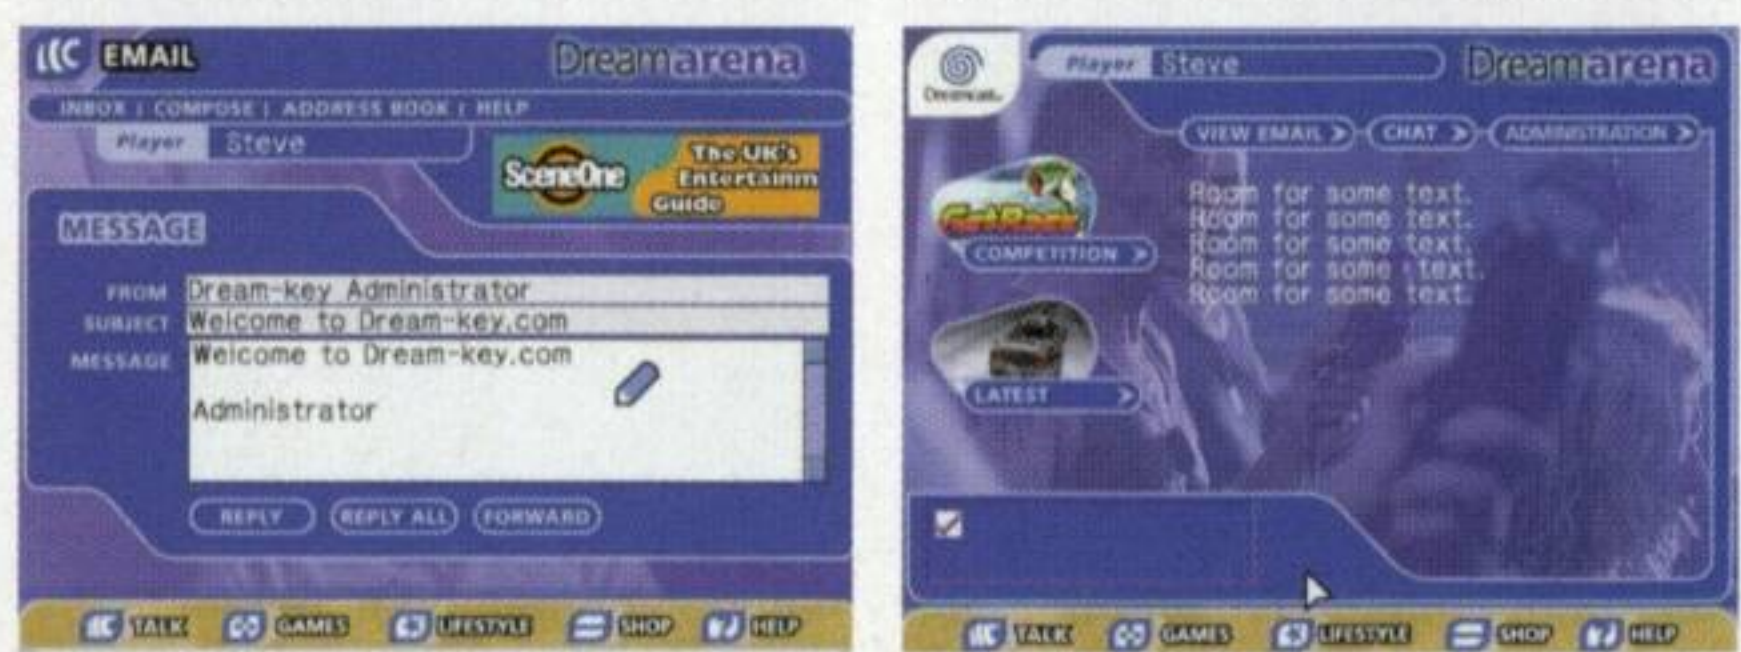 EMAIL
Dreamarena
INBOX | COMPOSE | ADDRESS BOOK | HELP
Player Steve
SceneOne
The UK's
Entertainm
Guide
MESSAGE
FROM Dream-key Administrator
SUBJECT Welcome to Dream-key.com
MESSAGE Welcome to Dream-key.com
Administrator
REPLY REPLY ALL FORWARD
TALK GAMES LIFESTYLE SHOP HELP
Dreamcast
Player Steve
Dreamarena
VIEW EMAIL > CHAT > ADMINISTRATION >
Room for some text.
Room for some text.
Room for some text.
Room for some text.
Room for some text.
Get Bass
COMPETITION >
LATEST >
TALK GAMES LIFESTYLE SHOP HELP